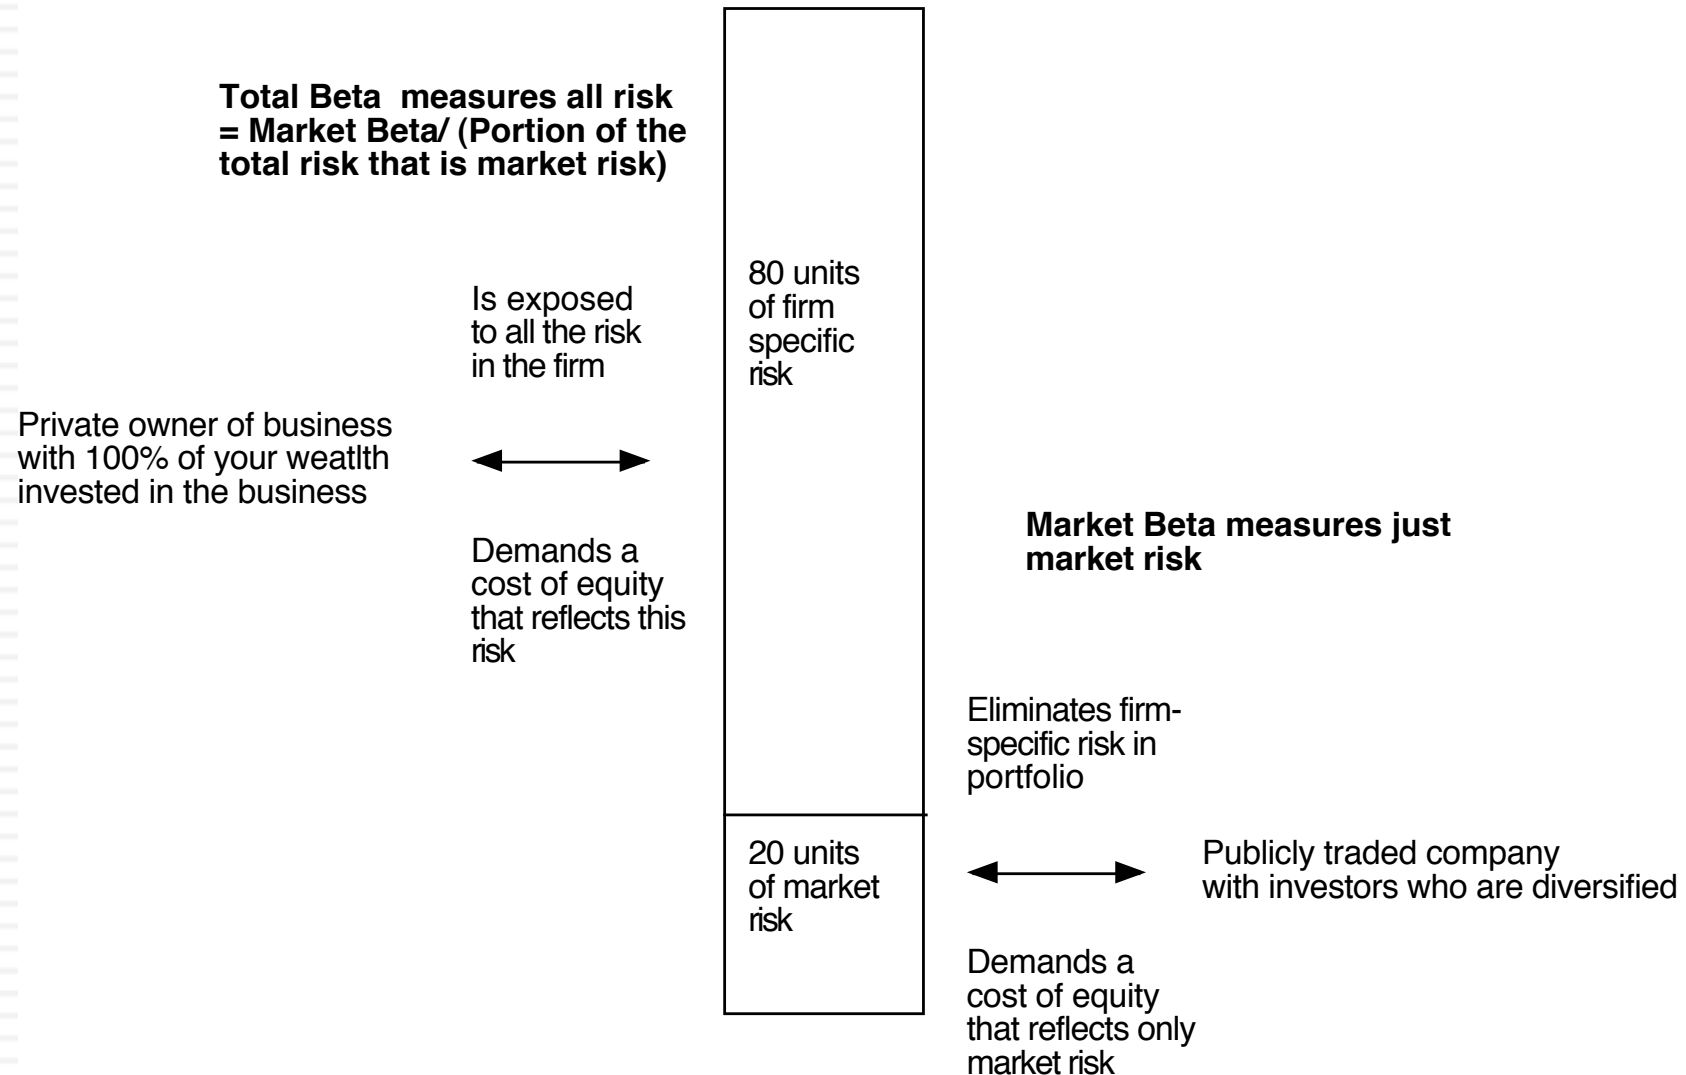 Total Beta  measures all risk
= Market Beta/ (Portion of the
total risk that is market risk)
80 units
of firm
specific
risk
Is exposed
to all the risk
in the firm
Private owner of business
with 100% of your weatlth
invested in the business
Demands a
cost of equity
that reflects this
risk
Market Beta measures just
market risk
Eliminates firm-
specific risk in
portfolio
20 units
of market
risk
Publicly traded company
with investors who are diversified
Demands a
cost of equity
that reflects only
market risk